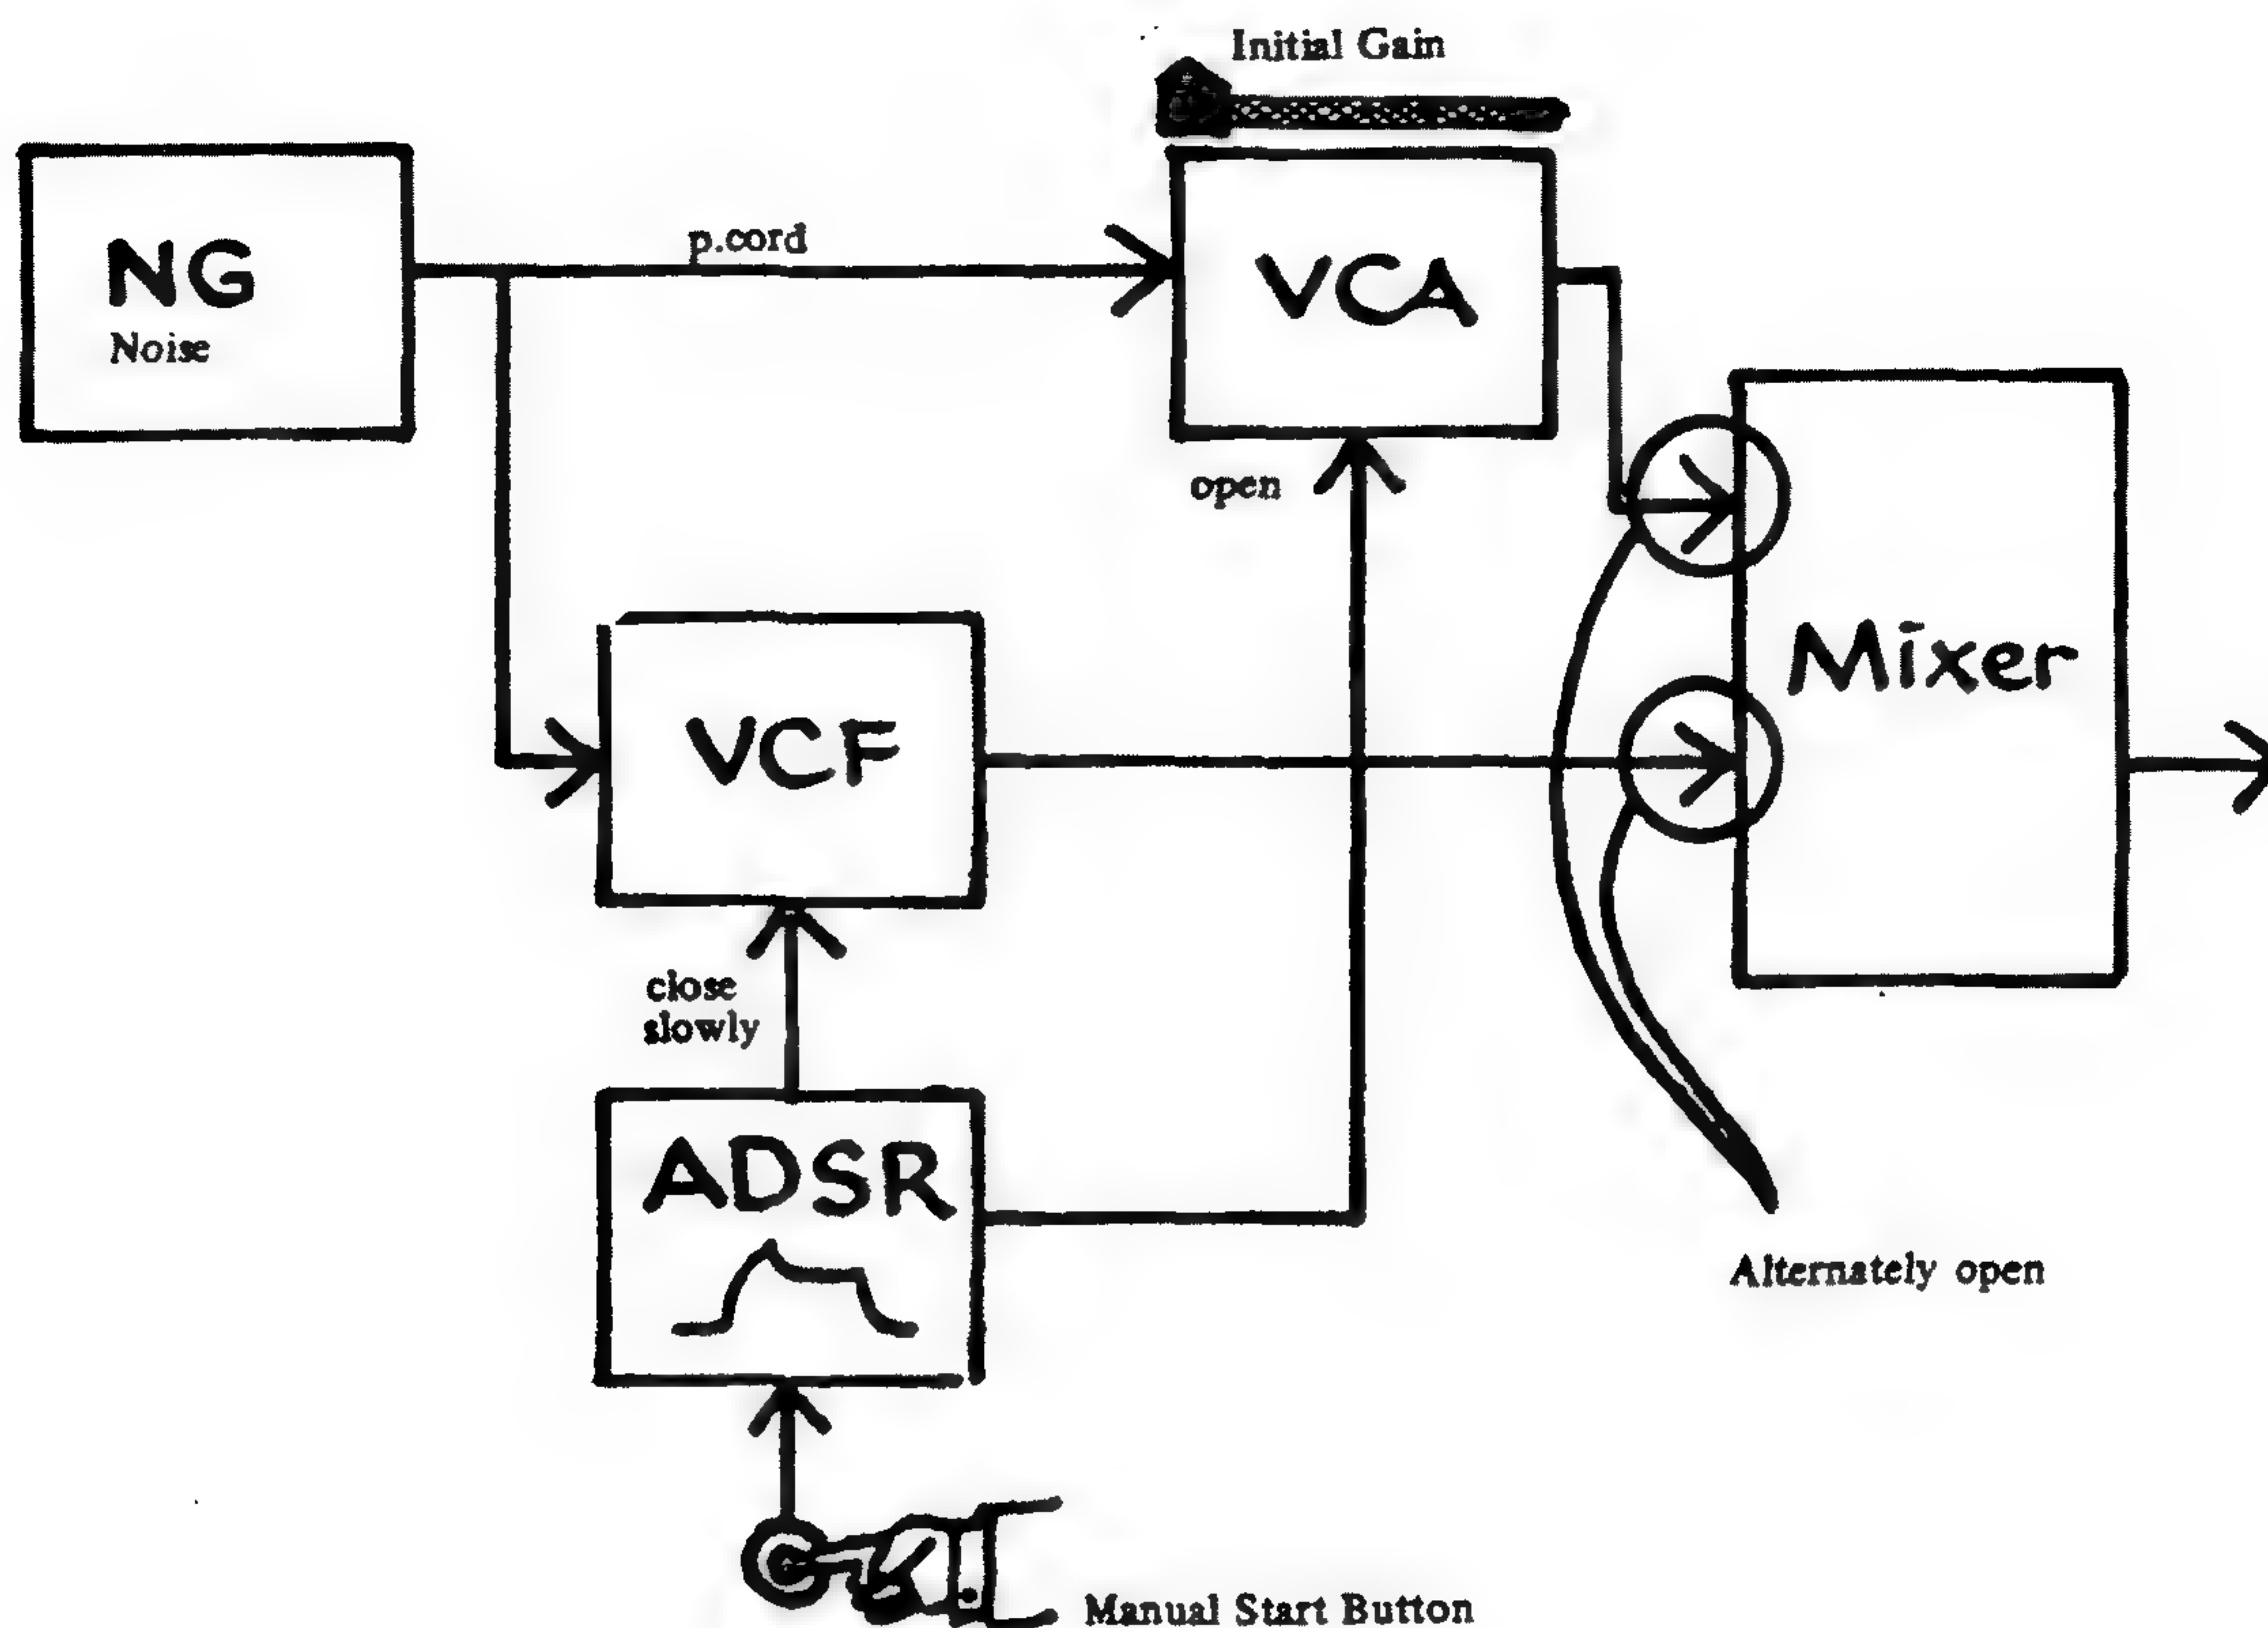 Initial Gain
NG
Noise
p.cord
VCA
open
Mixer
VCF
close
slowly
ADSR
Alternately open
Manual Start Button